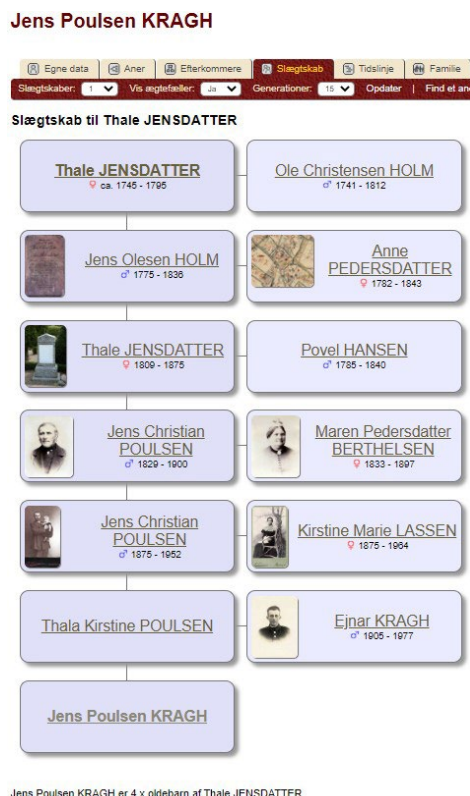 Jens Poulsen KRAGH
Egne data Aner Efterkommere Slægtskab Tidslinje Familie
Slægtskaber: 1 Vis ægtefæller: Ja Generationer: 15 Opdater | Find et an
Slægtskab til Thale JENSDATTER
Thale JENSDATTER
♀ ca. 1745 - 1795
Ole Christensen HOLM
♂ 1741 - 1812
Jens Olesen HOLM
♂ 1775 - 1836
Anne
PEDERSDATTER
♀ 1782 - 1843
Thale JENSDATTER
♀ 1809 - 1875
Povel HANSEN
♂ 1785 - 1840
Jens Christian
POULSEN
♂ 1829 - 1900
Maren Pedersdatter
BERTHELSEN
♀ 1833 - 1897
Jens Christian
POULSEN
♂ 1875 - 1952
Kirstine Marie LASSEN
♀ 1875 - 1964
Thala Kirstine POULSEN
Ejnar KRAGH
♂ 1905 - 1977
Jens Poulsen KRAGH
Jens Poulsen KRAGH er 4 x oldebarn af Thale JENSDATTER